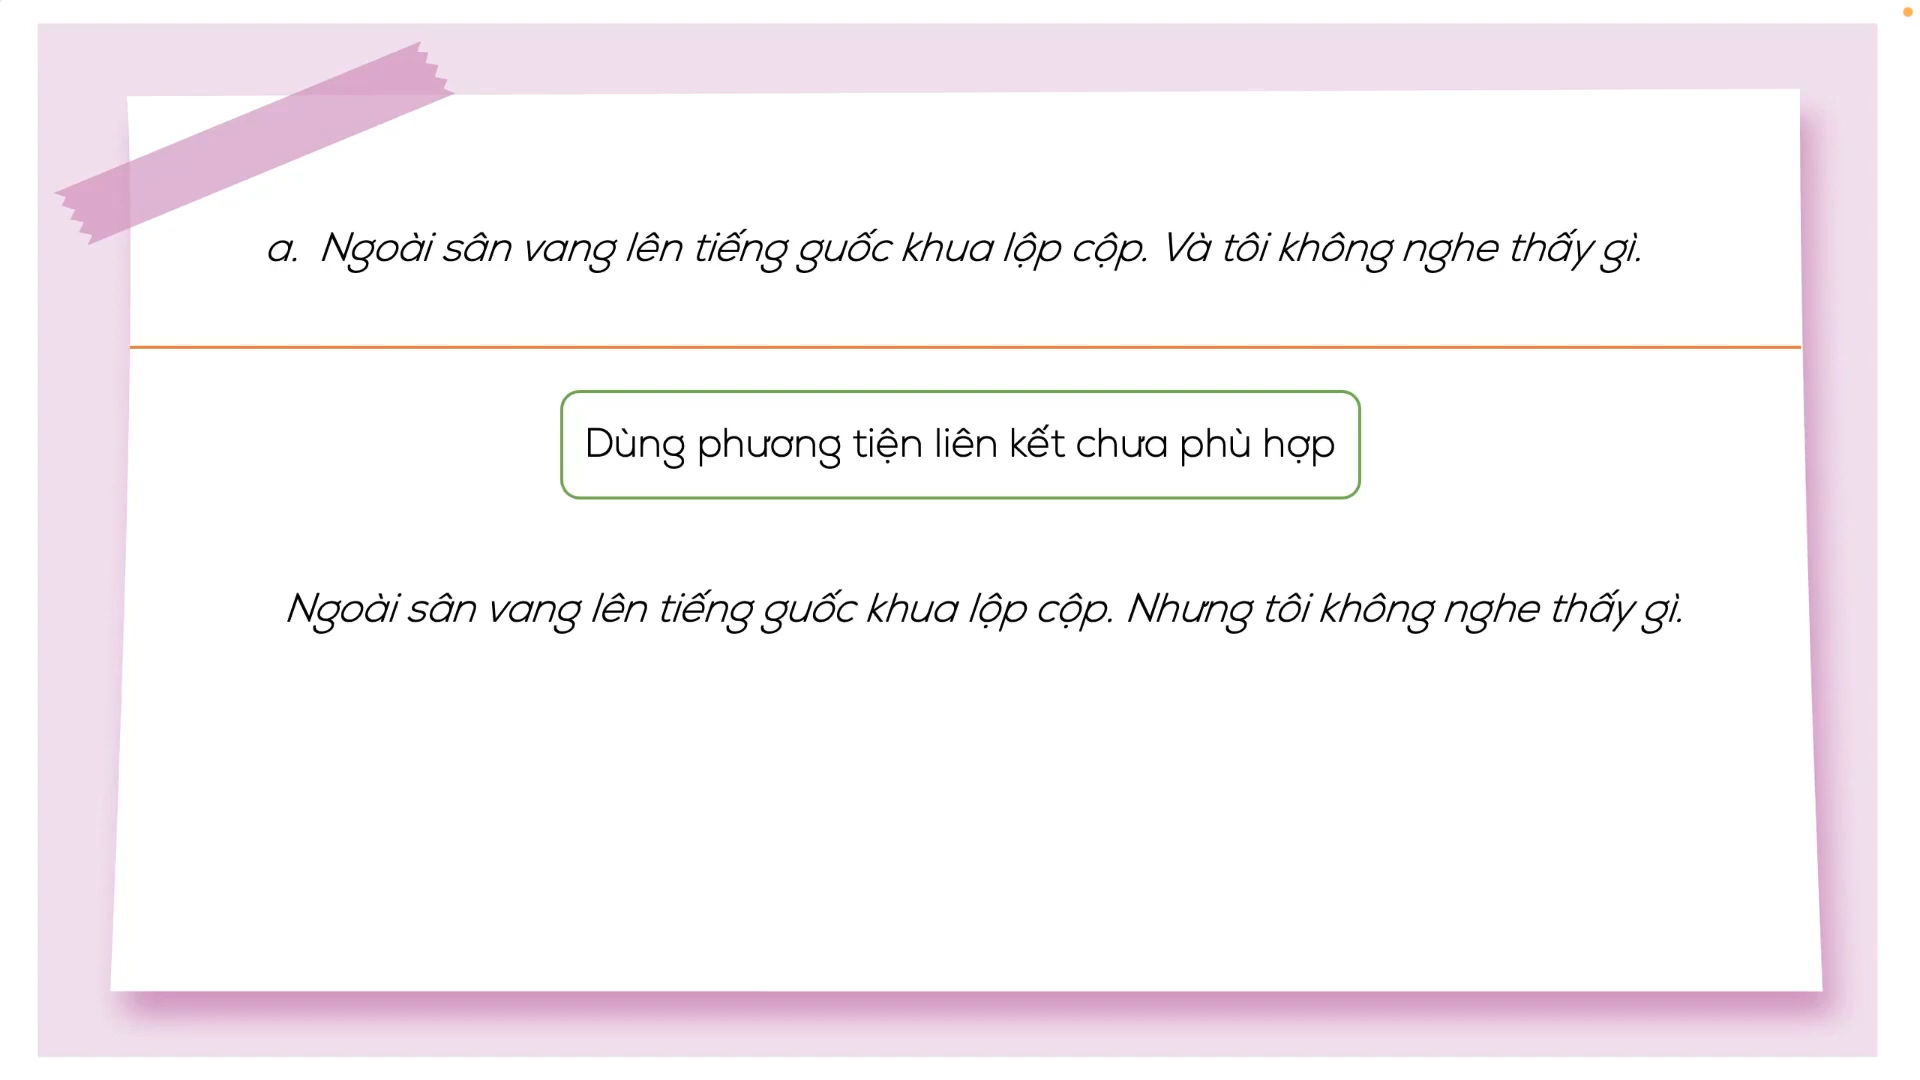 a. Ngoài sân vang lên tiếng guốc khua lộp cộp. Và tôi không nghe thấy gì.
Dùng phương tiện liên kết chưa phù hợp
Ngoài sân vang lên tiếng guốc khua lộp cộp. Nhưng tôi không nghe thấy gì.